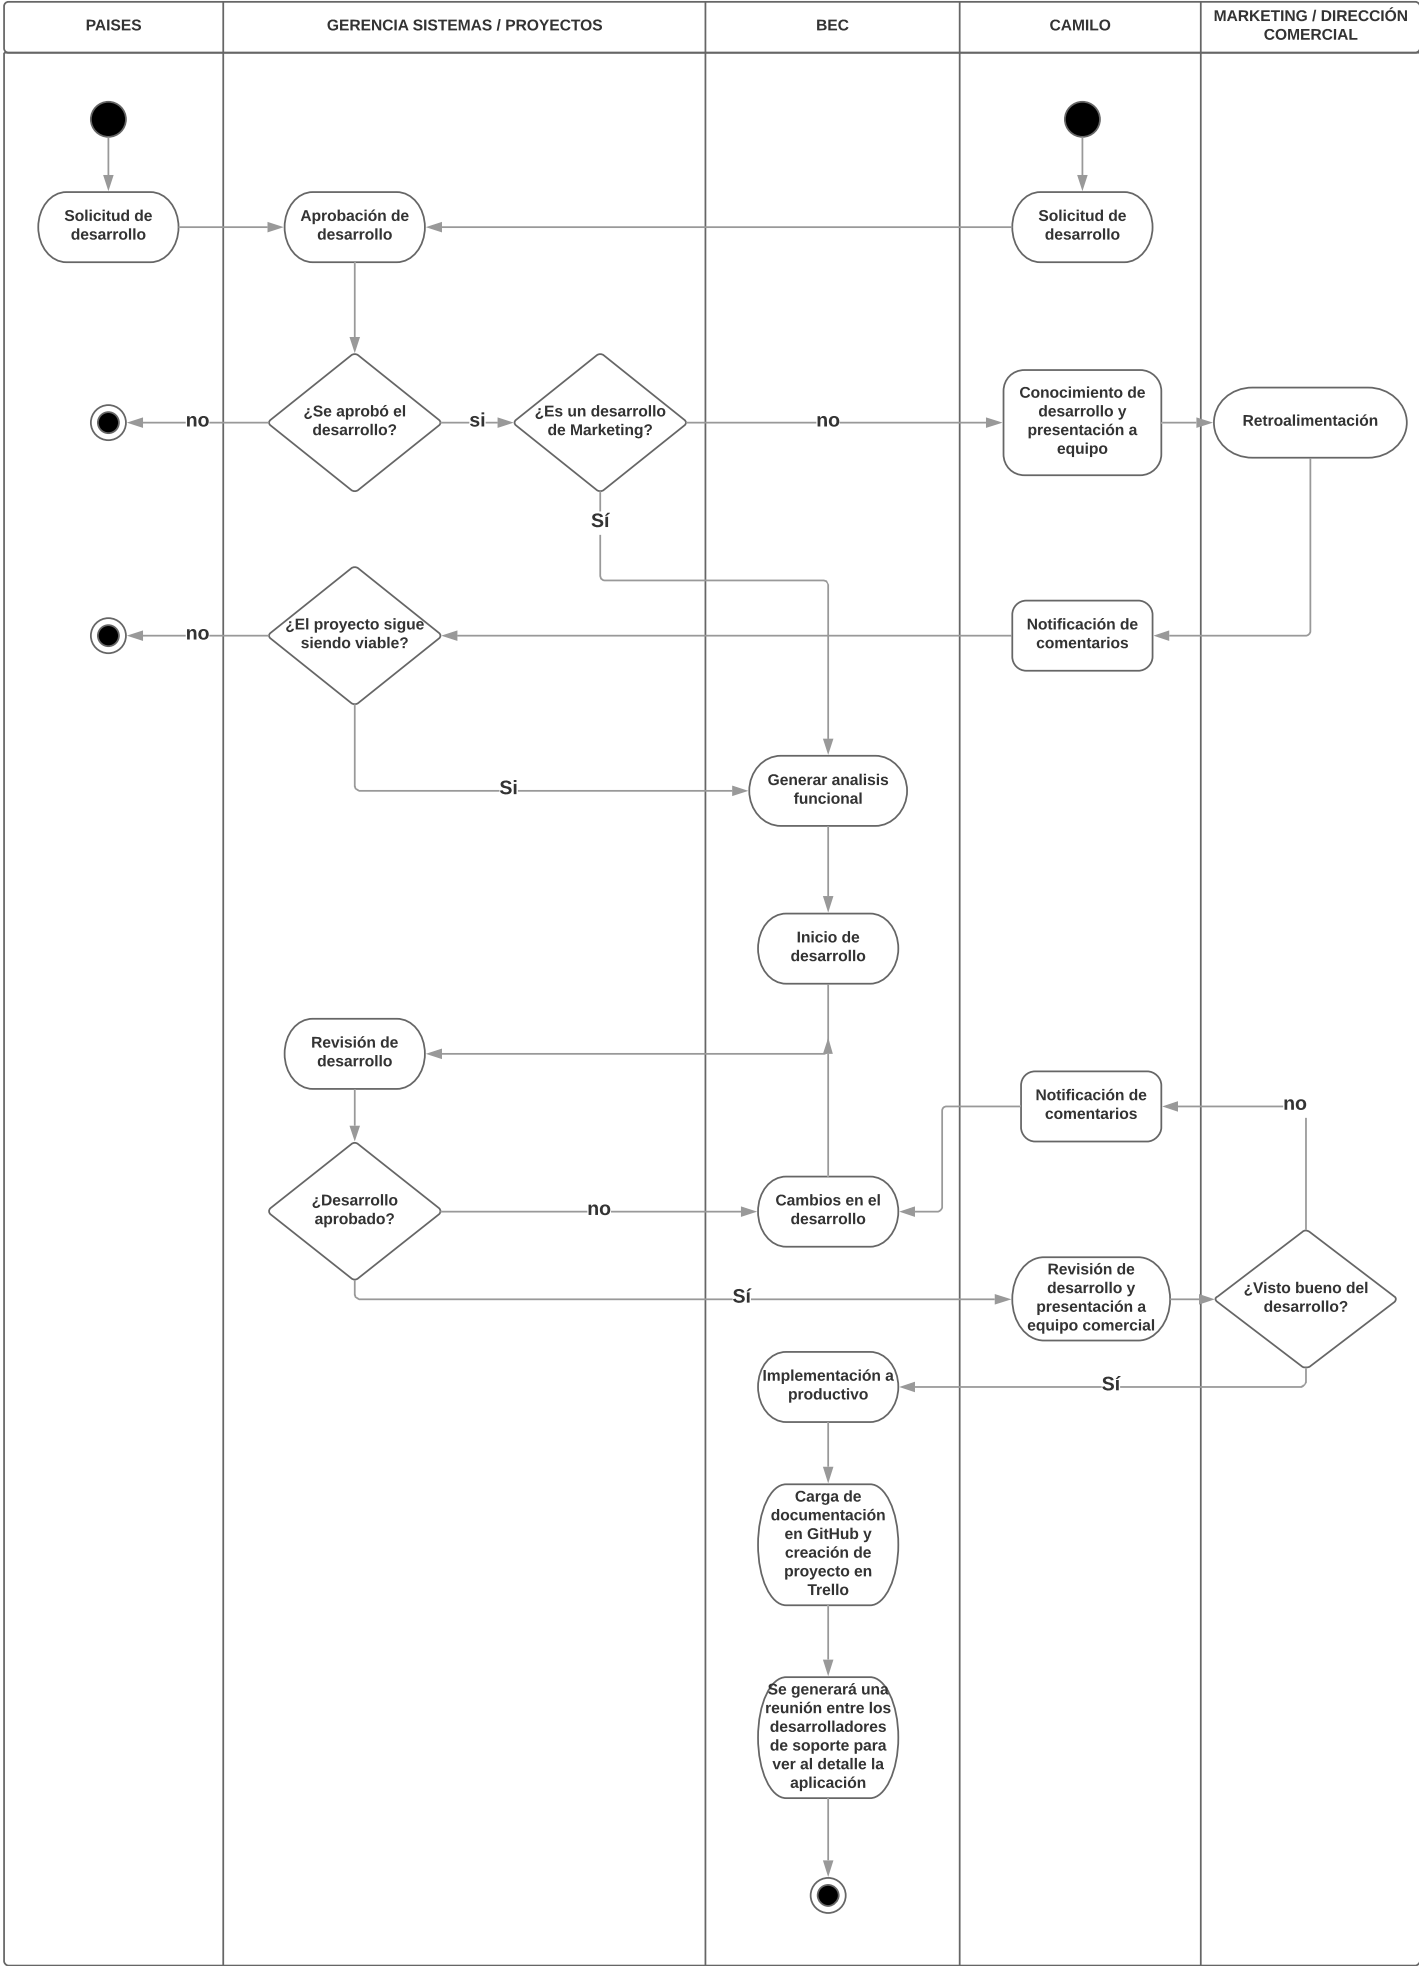 PAISES
GERENCIA SISTEMAS / PROYECTOS
BEC
CAMILO
MARKETING / DIRECCIÓN
COMERCIAL
Solicitud de
desarrollo
Aprobación de
desarrollo
Solicitud de
desarrollo
no
¿Se aprobó el
desarrollo?
si
¿Es un desarrollo
de Marketing?
no
Conocimiento de
desarrollo y
presentación a
equipo
Retroalimentación
Sí
no
¿El proyecto sigue
siendo viable?
Notificación de
comentarios
Si
Generar analisis
funcional
Inicio de
desarrollo
Revisión de
desarrollo
Notificación de
comentarios
no
¿Desarrollo
aprobado?
no
Cambios en el
desarrollo
Sí
Revisión de
desarrollo y
presentación a
equipo comercial
¿Visto bueno del
desarrollo?
Implementación a
productivo
Sí
Carga de
documentación
en GitHub y
creación de
proyecto en
Trello
Se generará una
reunión entre los
desarrolladores
de soporte para
ver al detalle la
aplicación